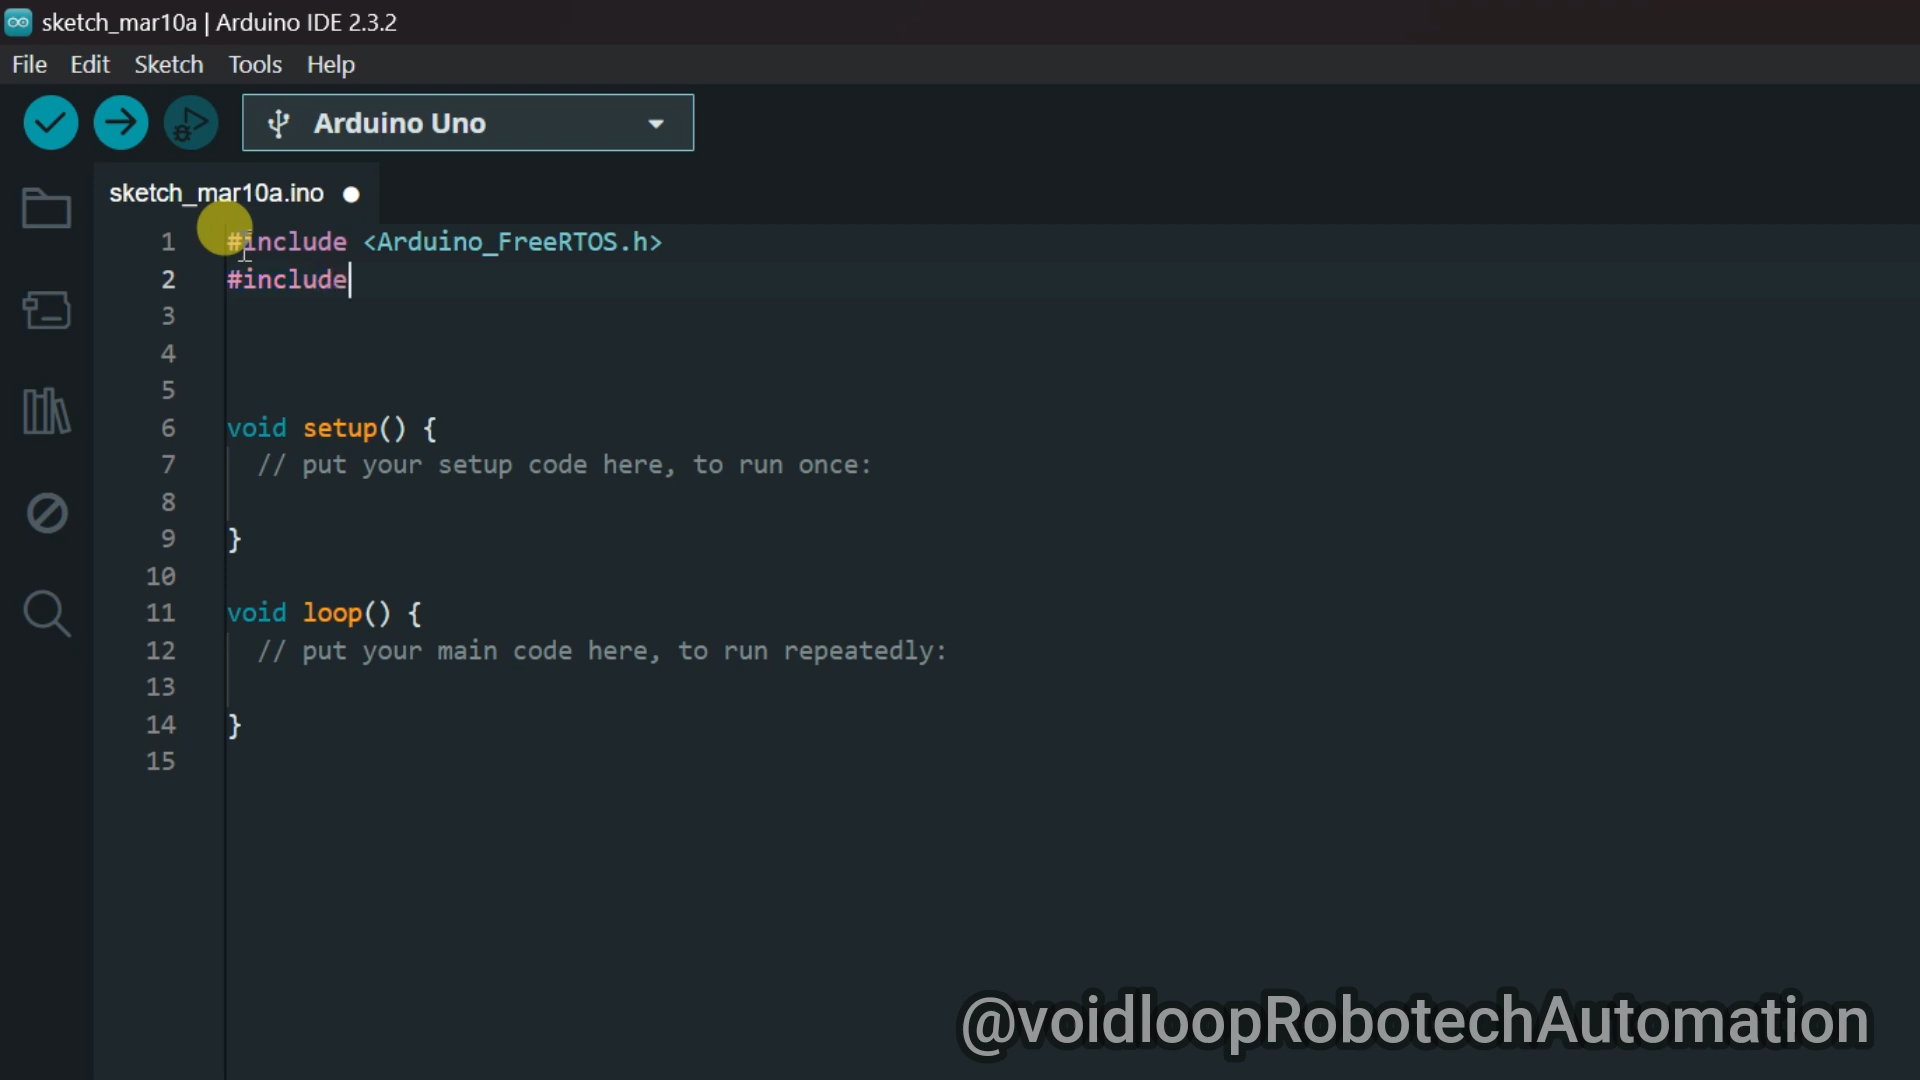 sketch_mar10a | Arduino IDE 2.3.2
File Edit Sketch Tools Help
Arduino Uno
sketch_mar10a.ino
1 #include <Arduino_FreeRTOS.h>
2 #include
3
4
5
6 void setup() {
7 // put your setup code here, to run once:
8
9 }
10
11 void loop() {
12 // put your main code here, to run repeatedly:
13
14 }
15
@voidloopRobotechAutomation